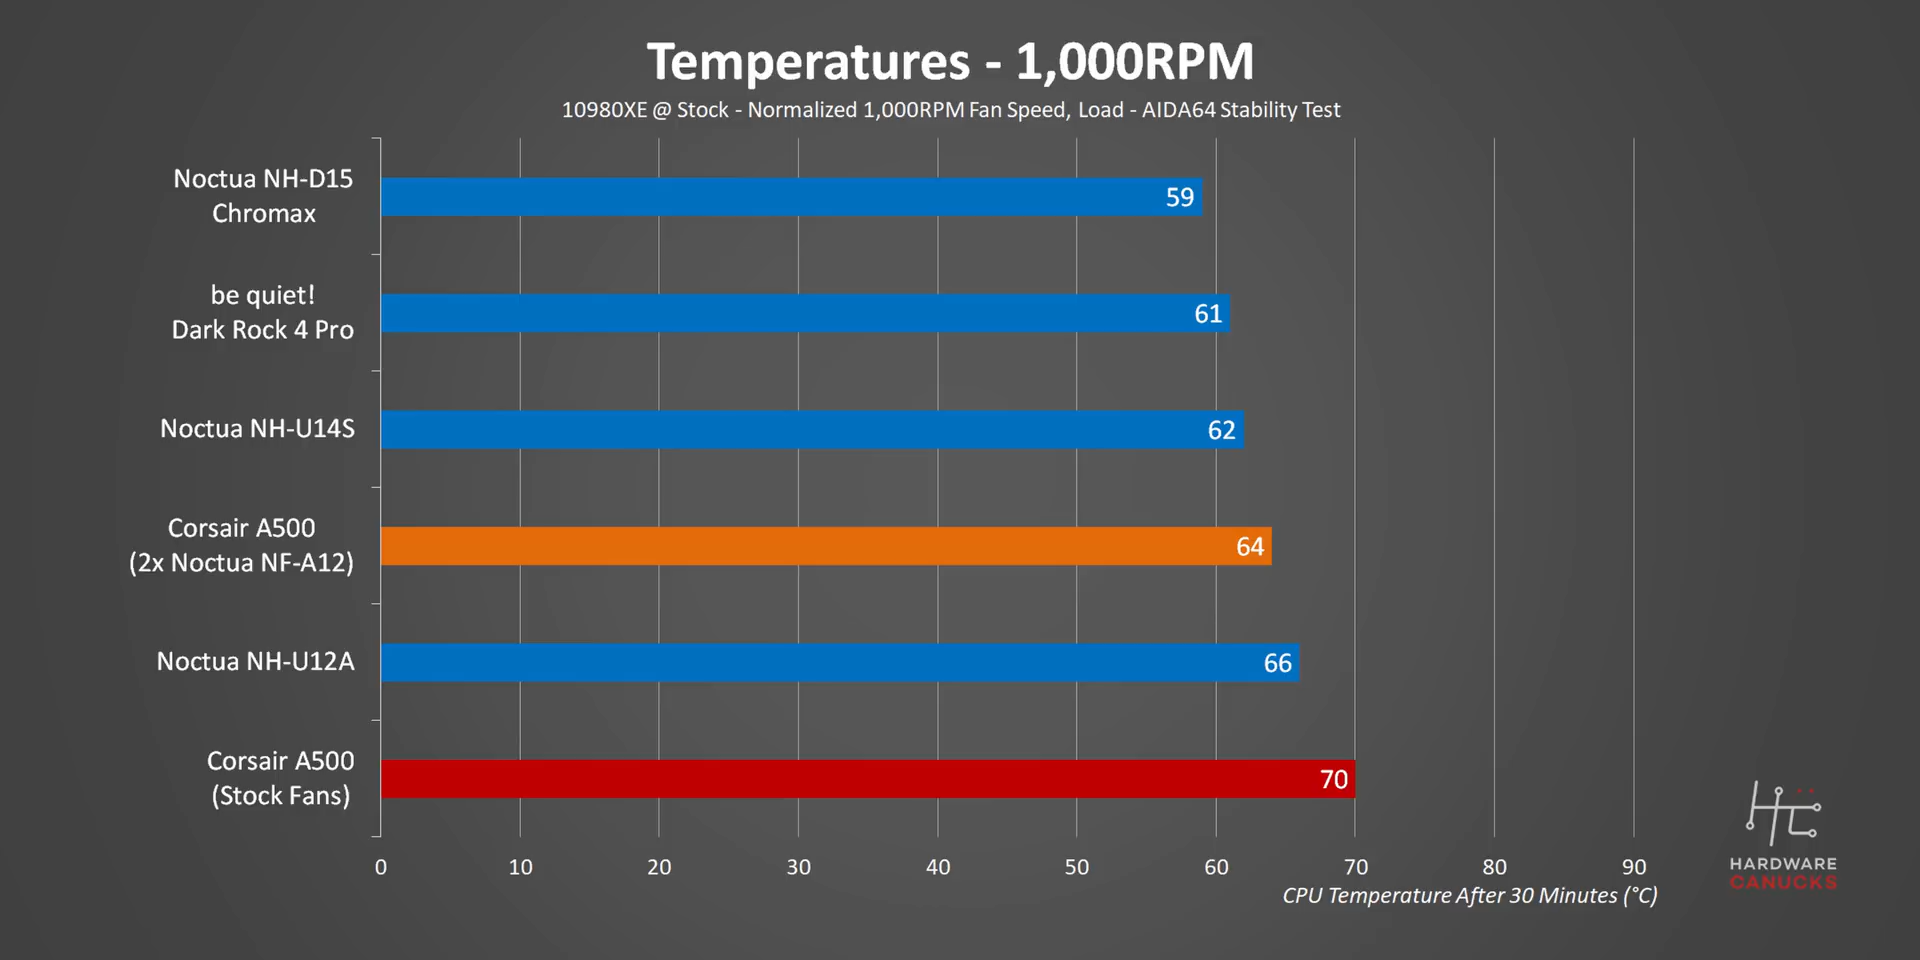 Temperatures - 1,000RPM
10980XE @ Stock - Normalized 1,000RPM Fan Speed, Load - AIDA64 Stability Test
Noctua NH-D15
Chromax
59
be quiet!
Dark Rock 4 Pro
61
Noctua NH-U14S
62
Corsair A500
(2x Noctua NF-A12)
64
Noctua NH-U12A
66
Corsair A500
(Stock Fans)
70
0 10 20 30 40 50 60 70 80 90
CPU Temperature After 30 Minutes (°C)
HARDWARE
CANUCKS